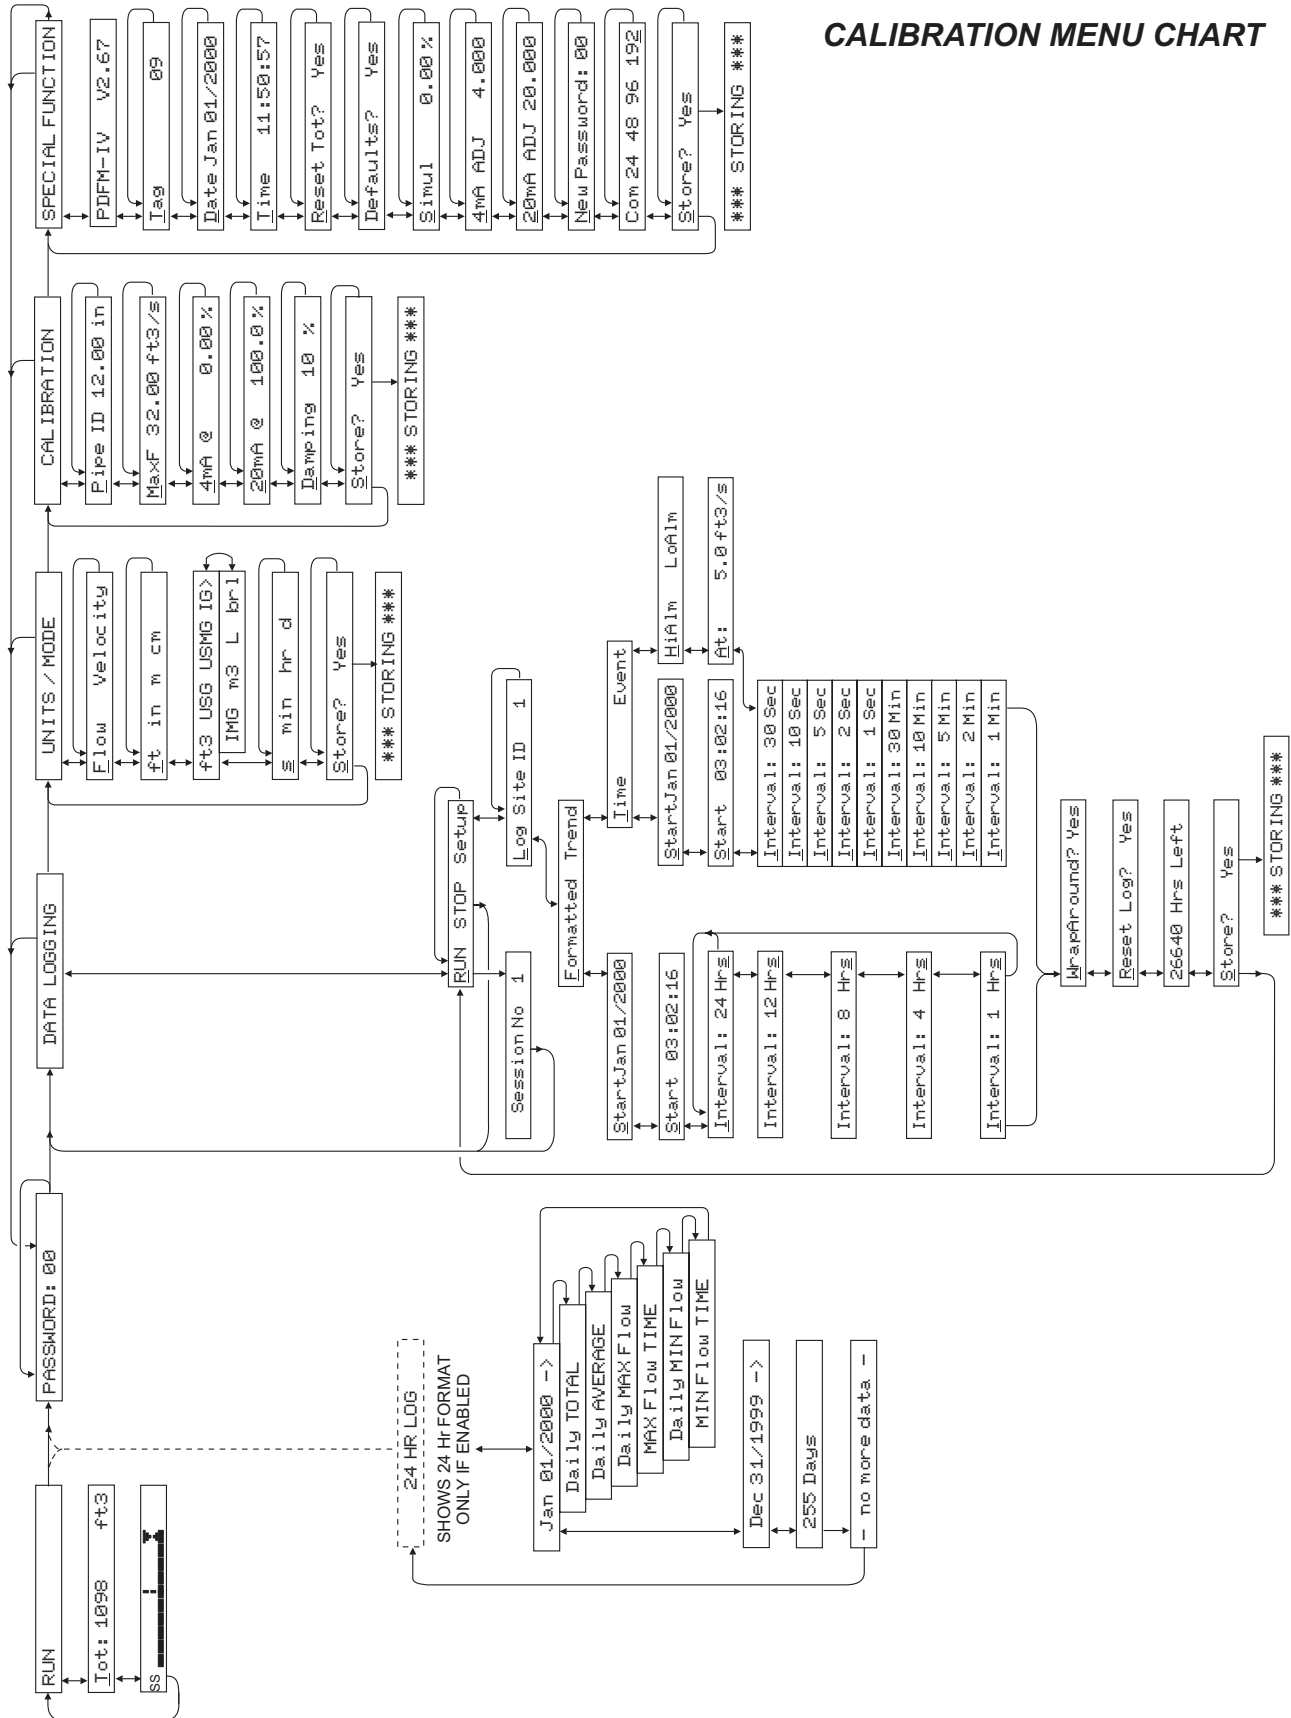 CALIBRATION MENU CHART
RUN
Tot: 1098 ft3
SS
PASSWORD: 00
24 HR LOG
SHOWS 24 Hr FORMAT
ONLY IF ENABLED
Jan 01/2000 ->
Daily TOTAL
Daily AVERAGE
Daily MAX Flow
MAX Flow TIME
Daily MIN Flow
MIN Flow TIME
Dec 31/1999 ->
255 Days
- no more data -
DATA LOGGING
RUN STOP Setup
Session No 1
Log Site ID 1
Formatted Trend
StartJan 01/2000
Start 03:02:16
Interval: 24 Hrs
Interval: 12 Hrs
Interval: 8 Hrs
Interval: 4 Hrs
Interval: 1 Hrs
Time Event
StartJan 01/2000
Start 03:02:16
HiAlm LoAlm
At: 5.0 ft3/s
Interval: 30 Sec
Interval: 10 Sec
Interval: 5 Sec
Interval: 2 Sec
Interval: 1 Sec
Interval: 30 Min
Interval: 10 Min
Interval: 5 Min
Interval: 2 Min
Interval: 1 Min
WrapAround? Yes
Reset Log? Yes
26640 Hrs Left
Store? Yes
*** STORING ***
UNITS / MODE
Flow Velocity
ft in m cm
ft3 USG USMG IG>
IMG m3 L brl
s min hr d
Store? Yes
*** STORING ***
CALIBRATION
Pipe ID 12.00 in
MaxF 32.00 ft3/s
4mA @ 0.00 %
20mA @ 100.0 %
Damping 10 %
Store? Yes
*** STORING ***
SPECIAL FUNCTION
PDFM-IV V2.67
Tag 09
Date Jan 01/2000
Time 11:50:57
Reset Tot? Yes
Defaults? Yes
Simul 0.00 %
4mA ADJ 4.000
20mA ADJ 20.000
New Password: 00
Com 24 48 96 192
Store? Yes
*** STORING ***